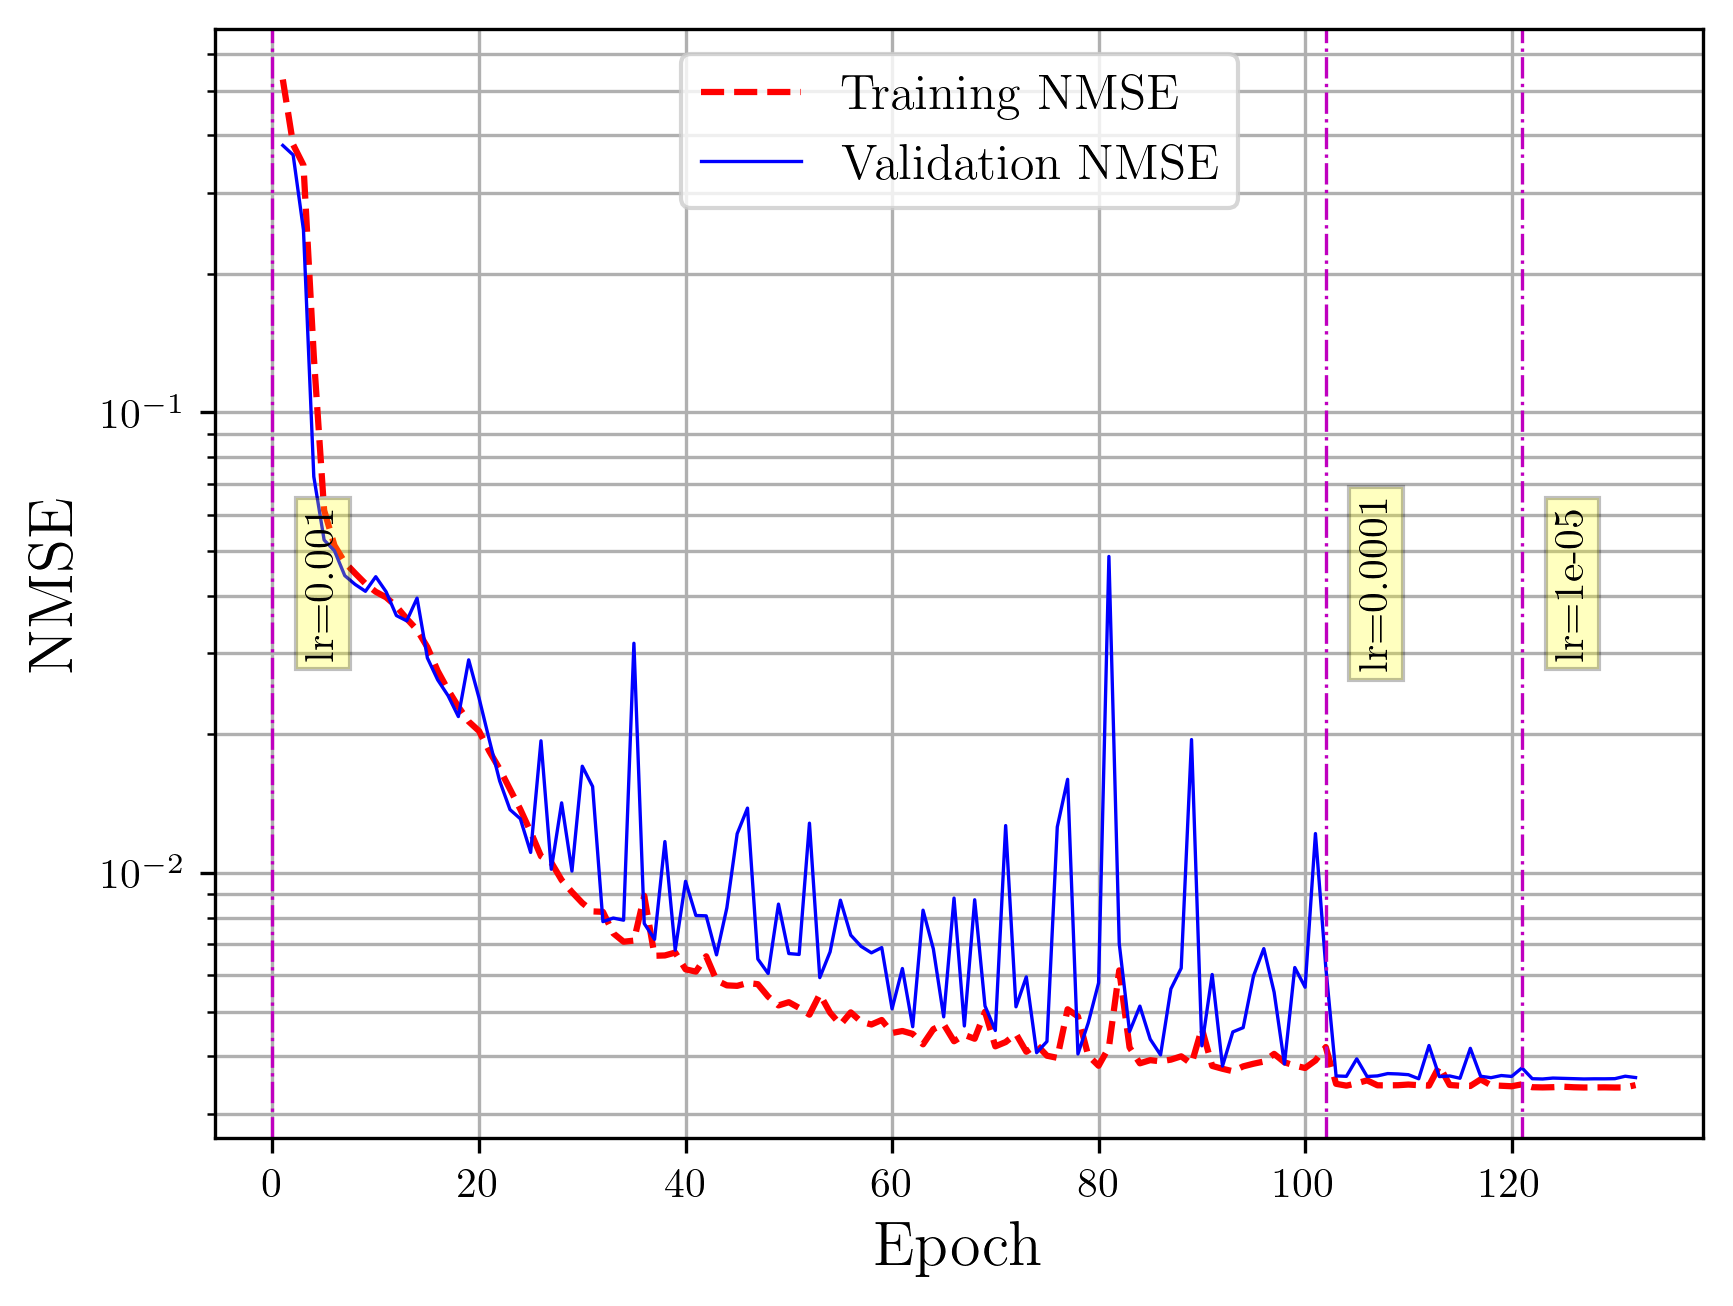 Training NMSE
Validation NMSE
NMSE
10⁻¹
10⁻²
lr=0.001
lr=0.0001
lr=1e-05
0 20 40 60 80 100 120
Epoch